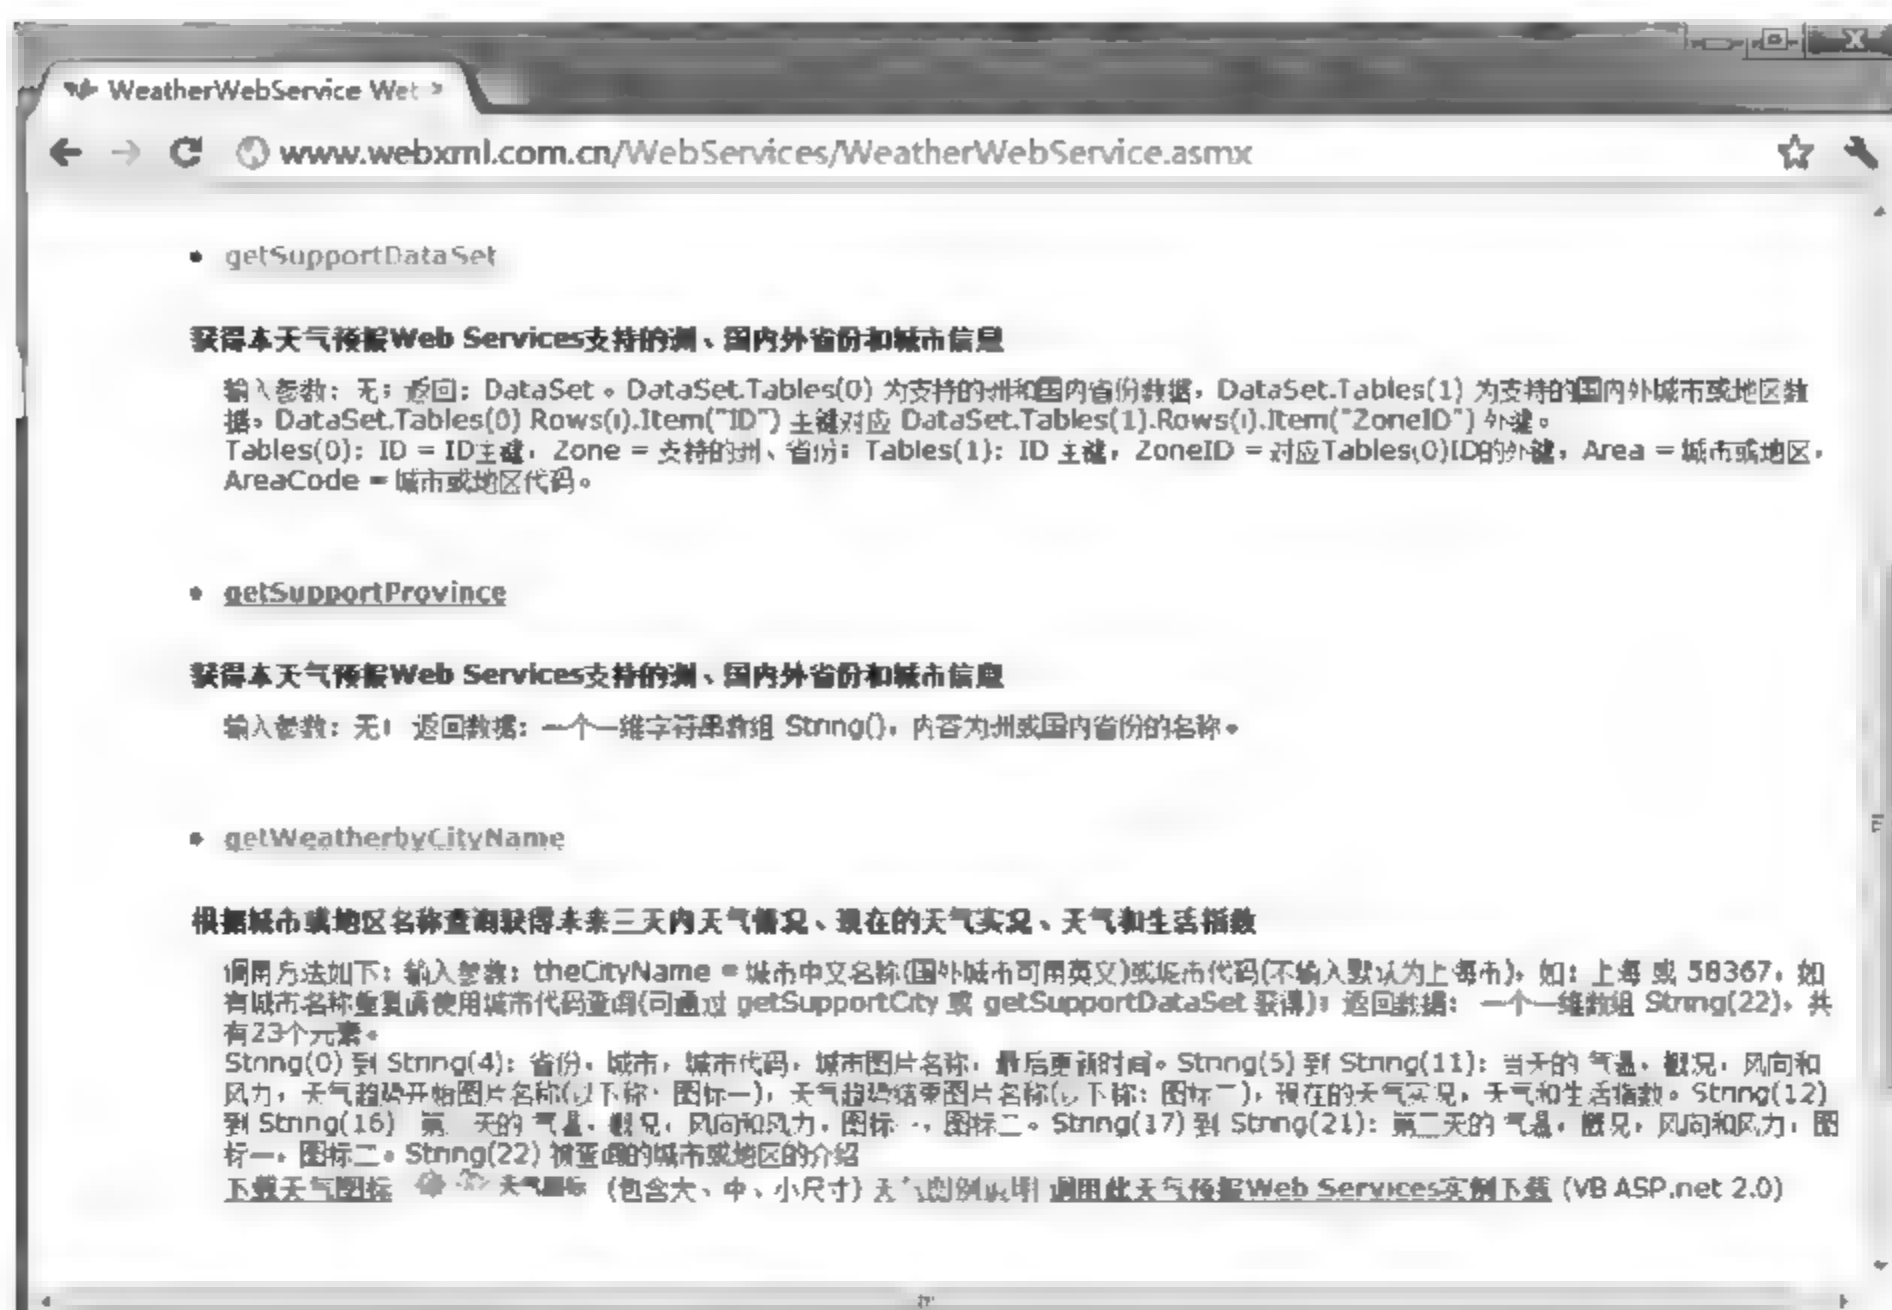 WeatherWebService Wet
www.webxml.com.cn/WebServices/WeatherWebService.asmx
getSupportDataSet
获得本天气预报Web Services支持的洲、国内外省份和城市信息
输入参数：无；返回：DataSet 。DataSet.Tables(0) 为支持的洲和国内省份数据，DataSet.Tables(1) 为支持的国内外城市或地区数
据。DataSet.Tables(0).Rows(i).Item("ID") 主键对应 DataSet.Tables(1).Rows(i).Item("ZoneID") 外键。
Tables(0)：ID = ID主键，Zone = 支持的洲、省份；Tables(1)：ID 主键，ZoneID = 对应Tables(0)ID的外键，Area = 城市或地区，
AreaCode = 城市或地区代码。
getSupportProvince
获得本天气预报Web Services支持的洲、国内外省份和城市信息
输入参数：无； 返回数据：一个一维字符串数组 String()，内容为洲或国内省份的名称。
getWeatherbyCityName
根据城市或地区名称查询获得未来三天内天气情况、现在的天气实况、天气和生活指数
调用方法如下：输入参数：theCityName = 城市中文名称(国外城市可用英文)或城市代码(不输入默认为上海市)，如：上海 或 58367，如
有城市名称重复请使用城市代码查询(可通过 getSupportCity 或 getSupportDataSet 获得)；返回数据： 一个一维数组 String(22)，共
有23个元素。
String(0) 到 String(4)：省份，城市，城市代码，城市图片名称，最后更新时间。String(5) 到 String(11)：当天的 气温，概况，风向和
风力，天气趋势开始图片名称(以下称：图标一)，天气趋势结束图片名称(以下称：图标二)，现在的天气实况，天气和生活指数。String(12)
到 String(16)：第二天的 气温，概况，风向和风力，图标一，图标二。String(17) 到 String(21)：第三天的 气温，概况，风向和风力，图
标一，图标二。String(22) 被查询的城市或地区的介绍
下载天气图标 天气图标 (包含大、中、小尺寸) 天气图例说明 调用此天气预报Web Services实例下载 (VB ASP.net 2.0)